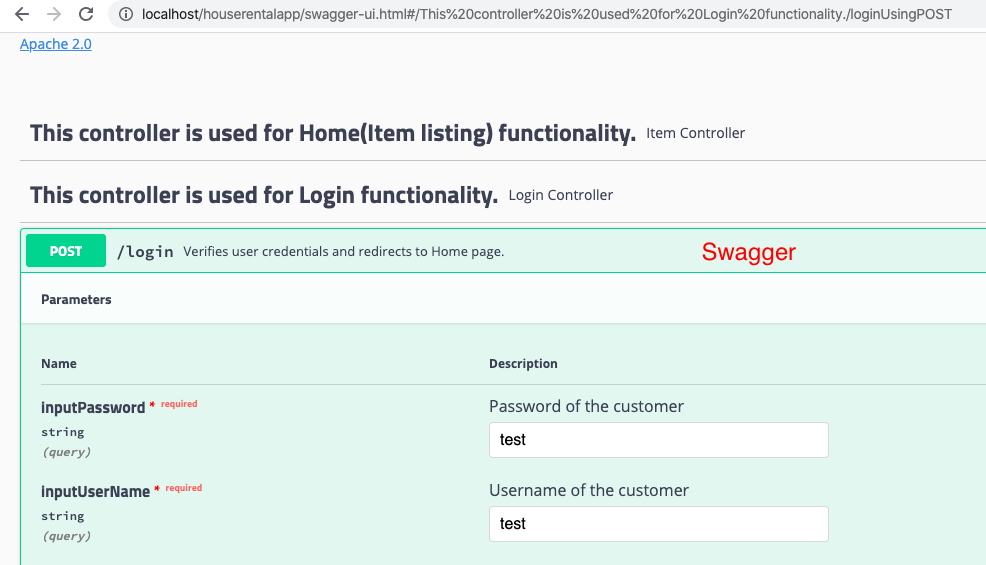 localhost/houserentalapp/swagger-ui.html#/This%20controller%20is%20used%20for%20Login%20functionality./loginUsingPOST
Apache 2.0
This controller is used for Home(Item listing) functionality. Item Controller
This controller is used for Login functionality. Login Controller
POST /login Verifies user credentials and redirects to Home page. Swagger
Parameters
Name Description
inputPassword * required Password of the customer
string test
(query)
inputUserName * required Username of the customer
string test
(query)